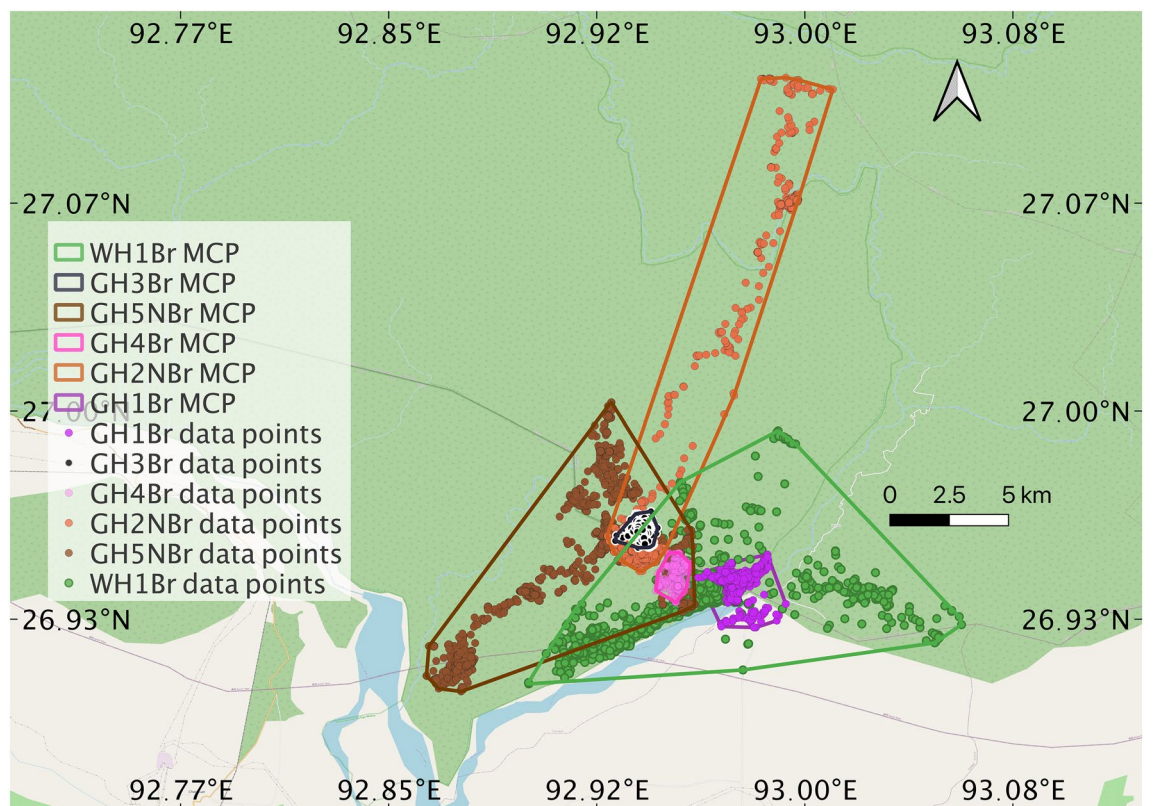 92.77°E 92.85°E 92.92°E 93.00°E 93.08°E
27.07°N 27.07°N
WH1Br MCP
GH3Br MCP
GH5NBr MCP
GH4Br MCP
GH2NBr MCP
GH1Br MCP
27.00°N 27.00°N
GH1Br data points
GH3Br data points
GH4Br data points
GH2NBr data points
GH5NBr data points
WH1Br data points
0 2.5 5 km
26.93°N 26.93°N
92.77°E 92.85°E 92.92°E 93.00°E 93.08°E